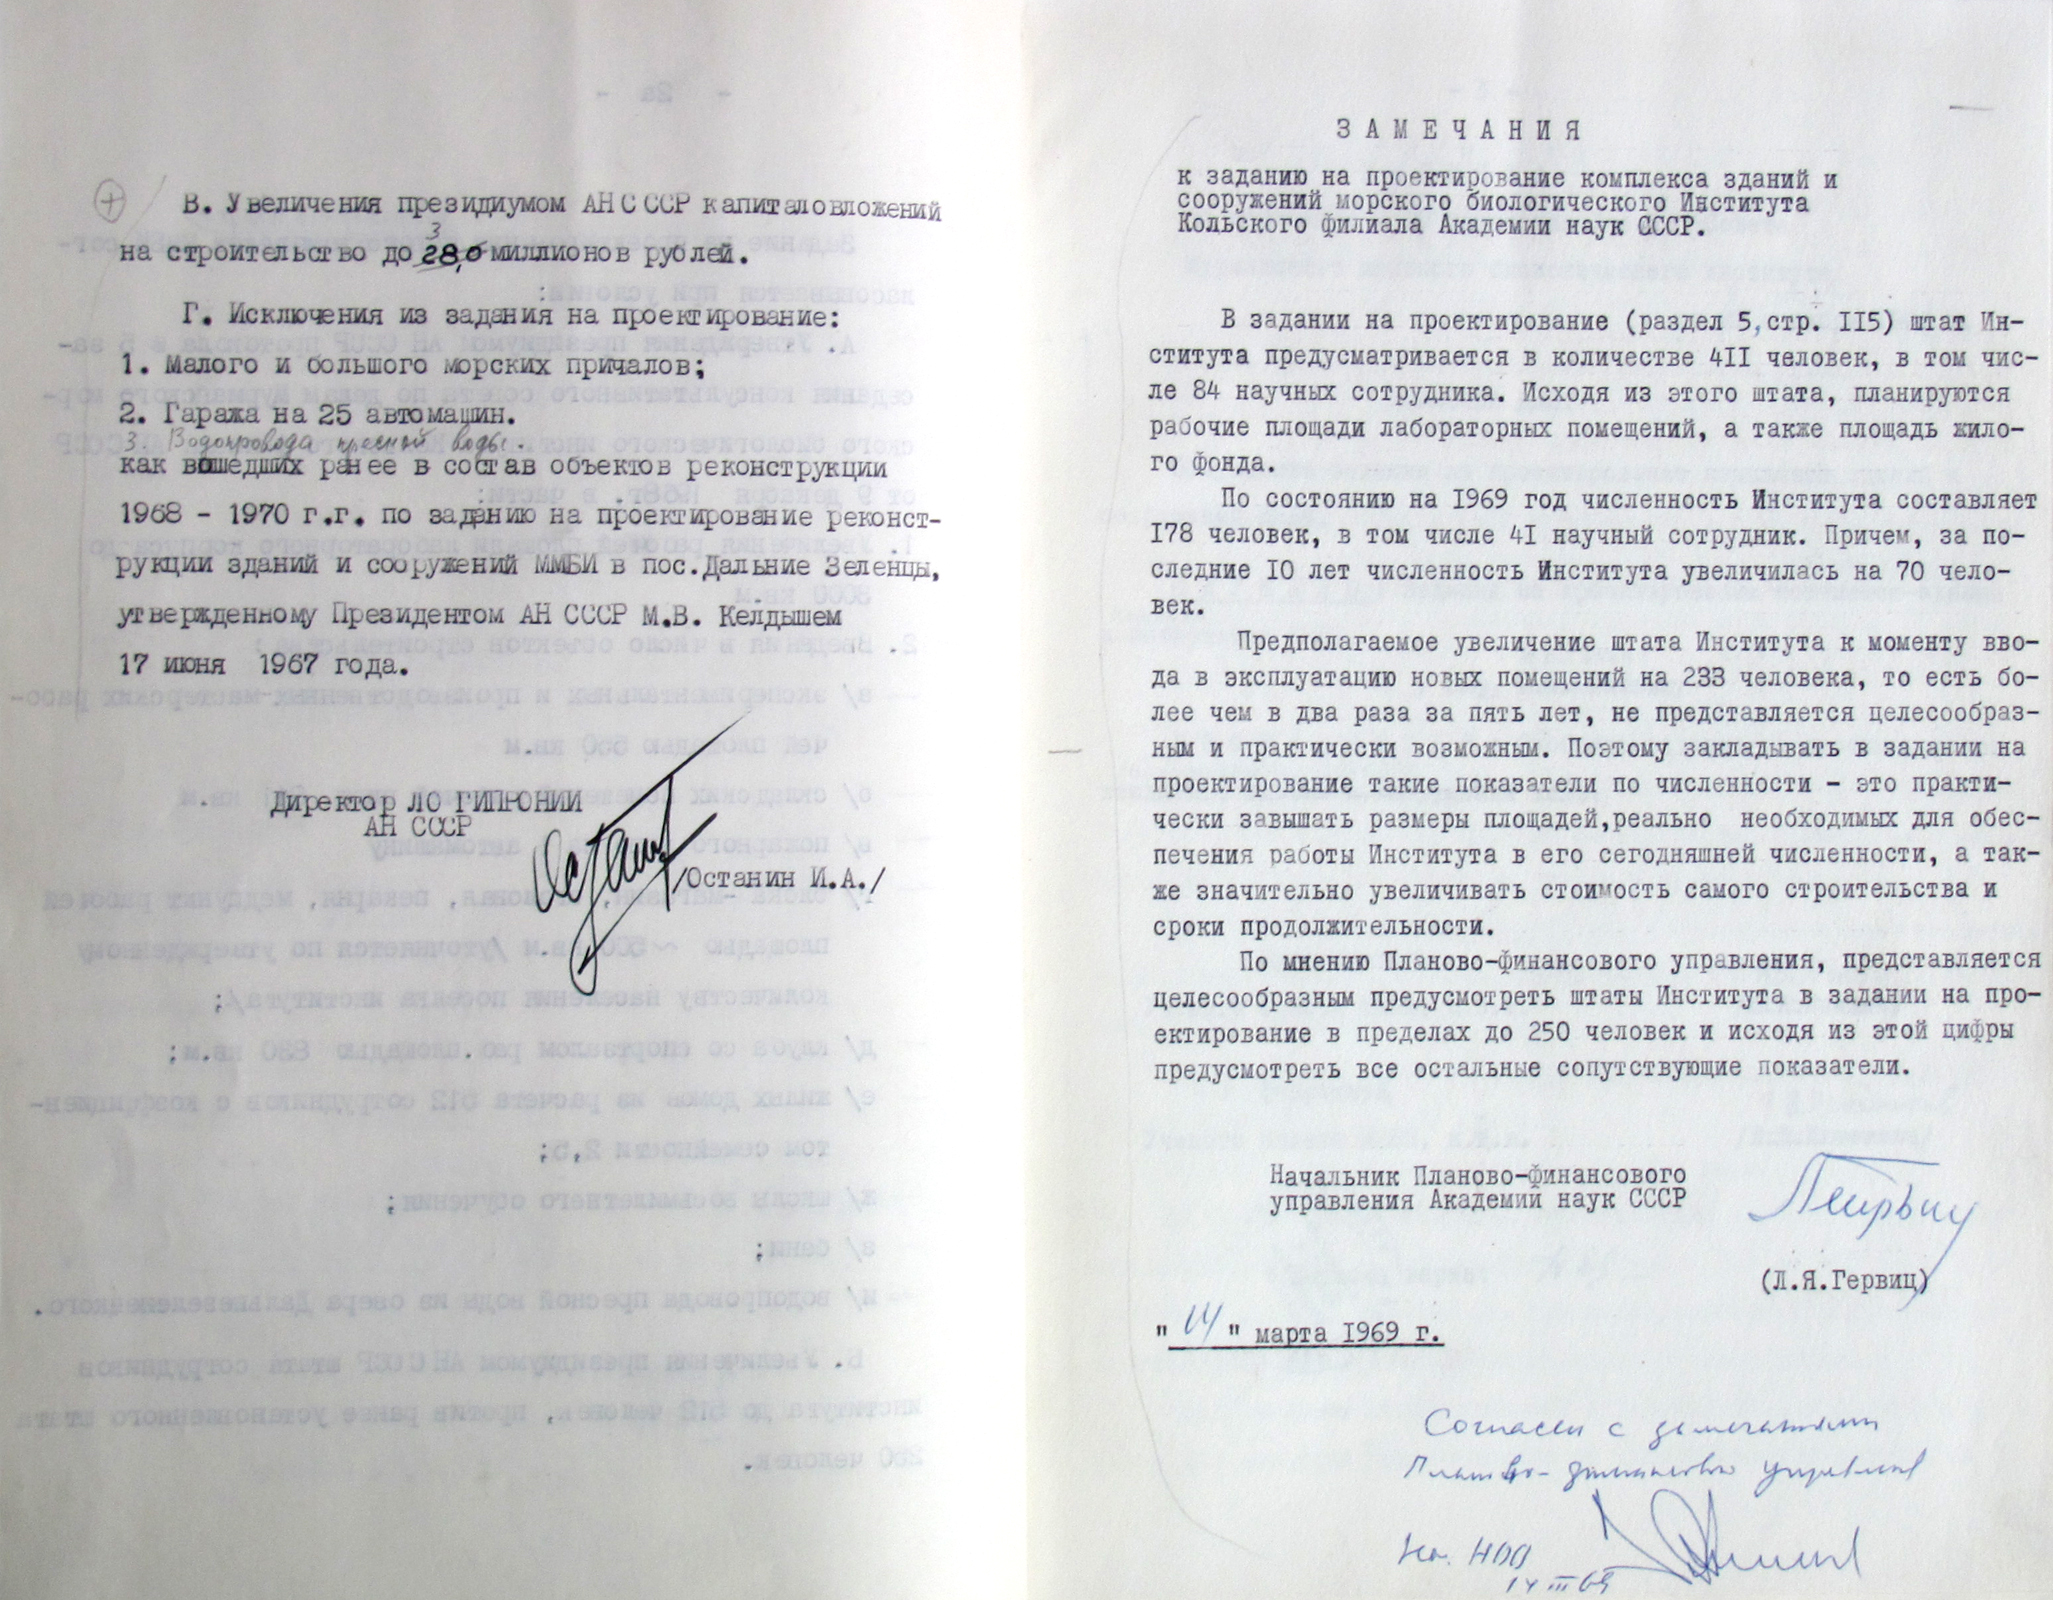 В. Увеличения президиумом АН СССР капиталовложений
3
на строительство до 28,0 миллионов рублей.
Г. Исключения из задания на проектирование:
1. Малого и большого морских причалов;
2. Гаража на 25 автомашин.
3. Водопровода пресной воды.
как вошедших ранее в состав объектов реконструкции
1968 - 1970 г.г. по заданию на проектирование реконст-
рукции зданий и сооружений ММБИ в пос.Дальние Зеленцы,
утвержденному Президентом АН СССР М.В. Келдышем
17 июня 1967 года.
Директор ЛО ГИПРОНИИ
АН СССР
/Останин И.А./
ЗАМЕЧАНИЯ
к заданию на проектирование комплекса зданий и
сооружений морского биологического Института
Кольского филиала Академии наук СССР.
В задании на проектирование (раздел 5,стр. II5) штат Ин-
ститута предусматривается в количестве 4II человек, в том чис-
ле 84 научных сотрудника. Исходя из этого штата, планируются
рабочие площади лабораторных помещений, а также площадь жило-
го фонда.
По состоянию на I969 год численность Института составляет
I78 человек, в том числе 4I научный сотрудник. Причем, за по-
следние I0 лет численность Института увеличилась на 70 чело-
век.
Предполагаемое увеличение штата Института к моменту вво-
да в эксплуатацию новых помещений на 233 человека, то есть бо-
лее чем в два раза за пять лет, не представляется целесообраз-
ным и практически возможным. Поэтому закладывать в задании на
проектирование такие показатели по численности - это практи-
чески завышать размеры площадей,реально необходимых для обес-
печения работы Института в его сегодняшней численности, а так-
же значительно увеличивать стоимость самого строительства и
сроки продолжительности.
По мнению Планово-финансового управления, представляется
целесообразным предусмотреть штаты Института в задании на про-
ектирование в пределах до 250 человек и исходя из этой цифры
предусмотреть все остальные сопутствующие показатели.
Начальник Планово-финансового
управления Академии наук СССР
(Л.Я.Гервиц)
" 14 " марта I969 г.
Согласен с замечаниями
Планово-финансового управления
14 III 69